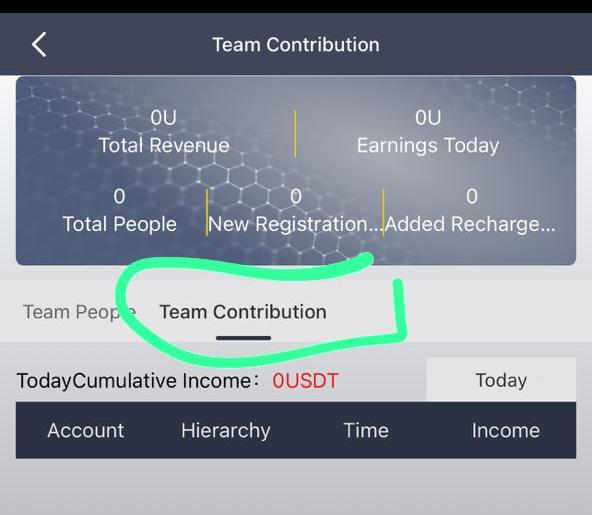 Team Contribution
0U 0U
Total Revenue Earnings Today
0 0 0
Total People New Registration... Added Recharge...
Team People Team Contribution
TodayCumulative Income: 0USDT Today
Account Hierarchy Time Income